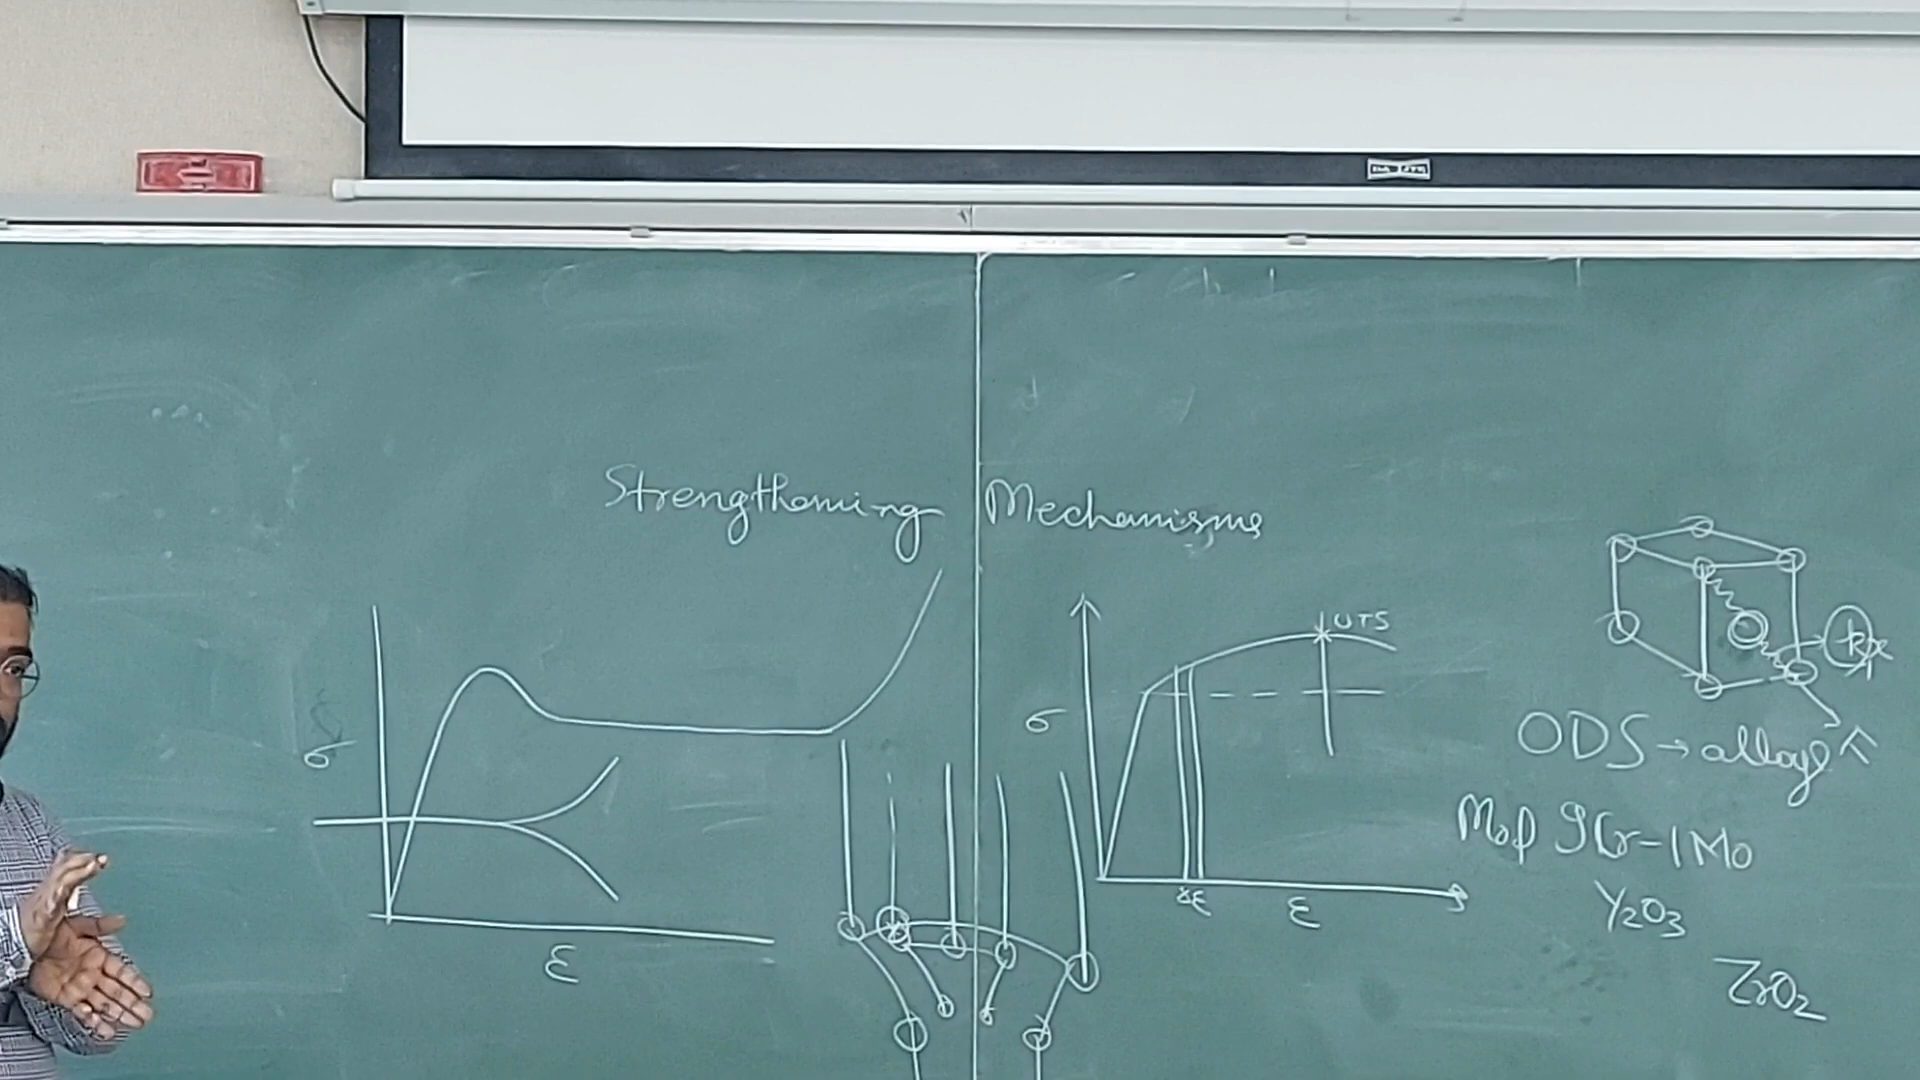 Strengthening Mechanisms
σ
ε
UTS
σ
δε
ε
ODS → alloys
Mod 9Cr-1Mo
Y2O3
ZrO2